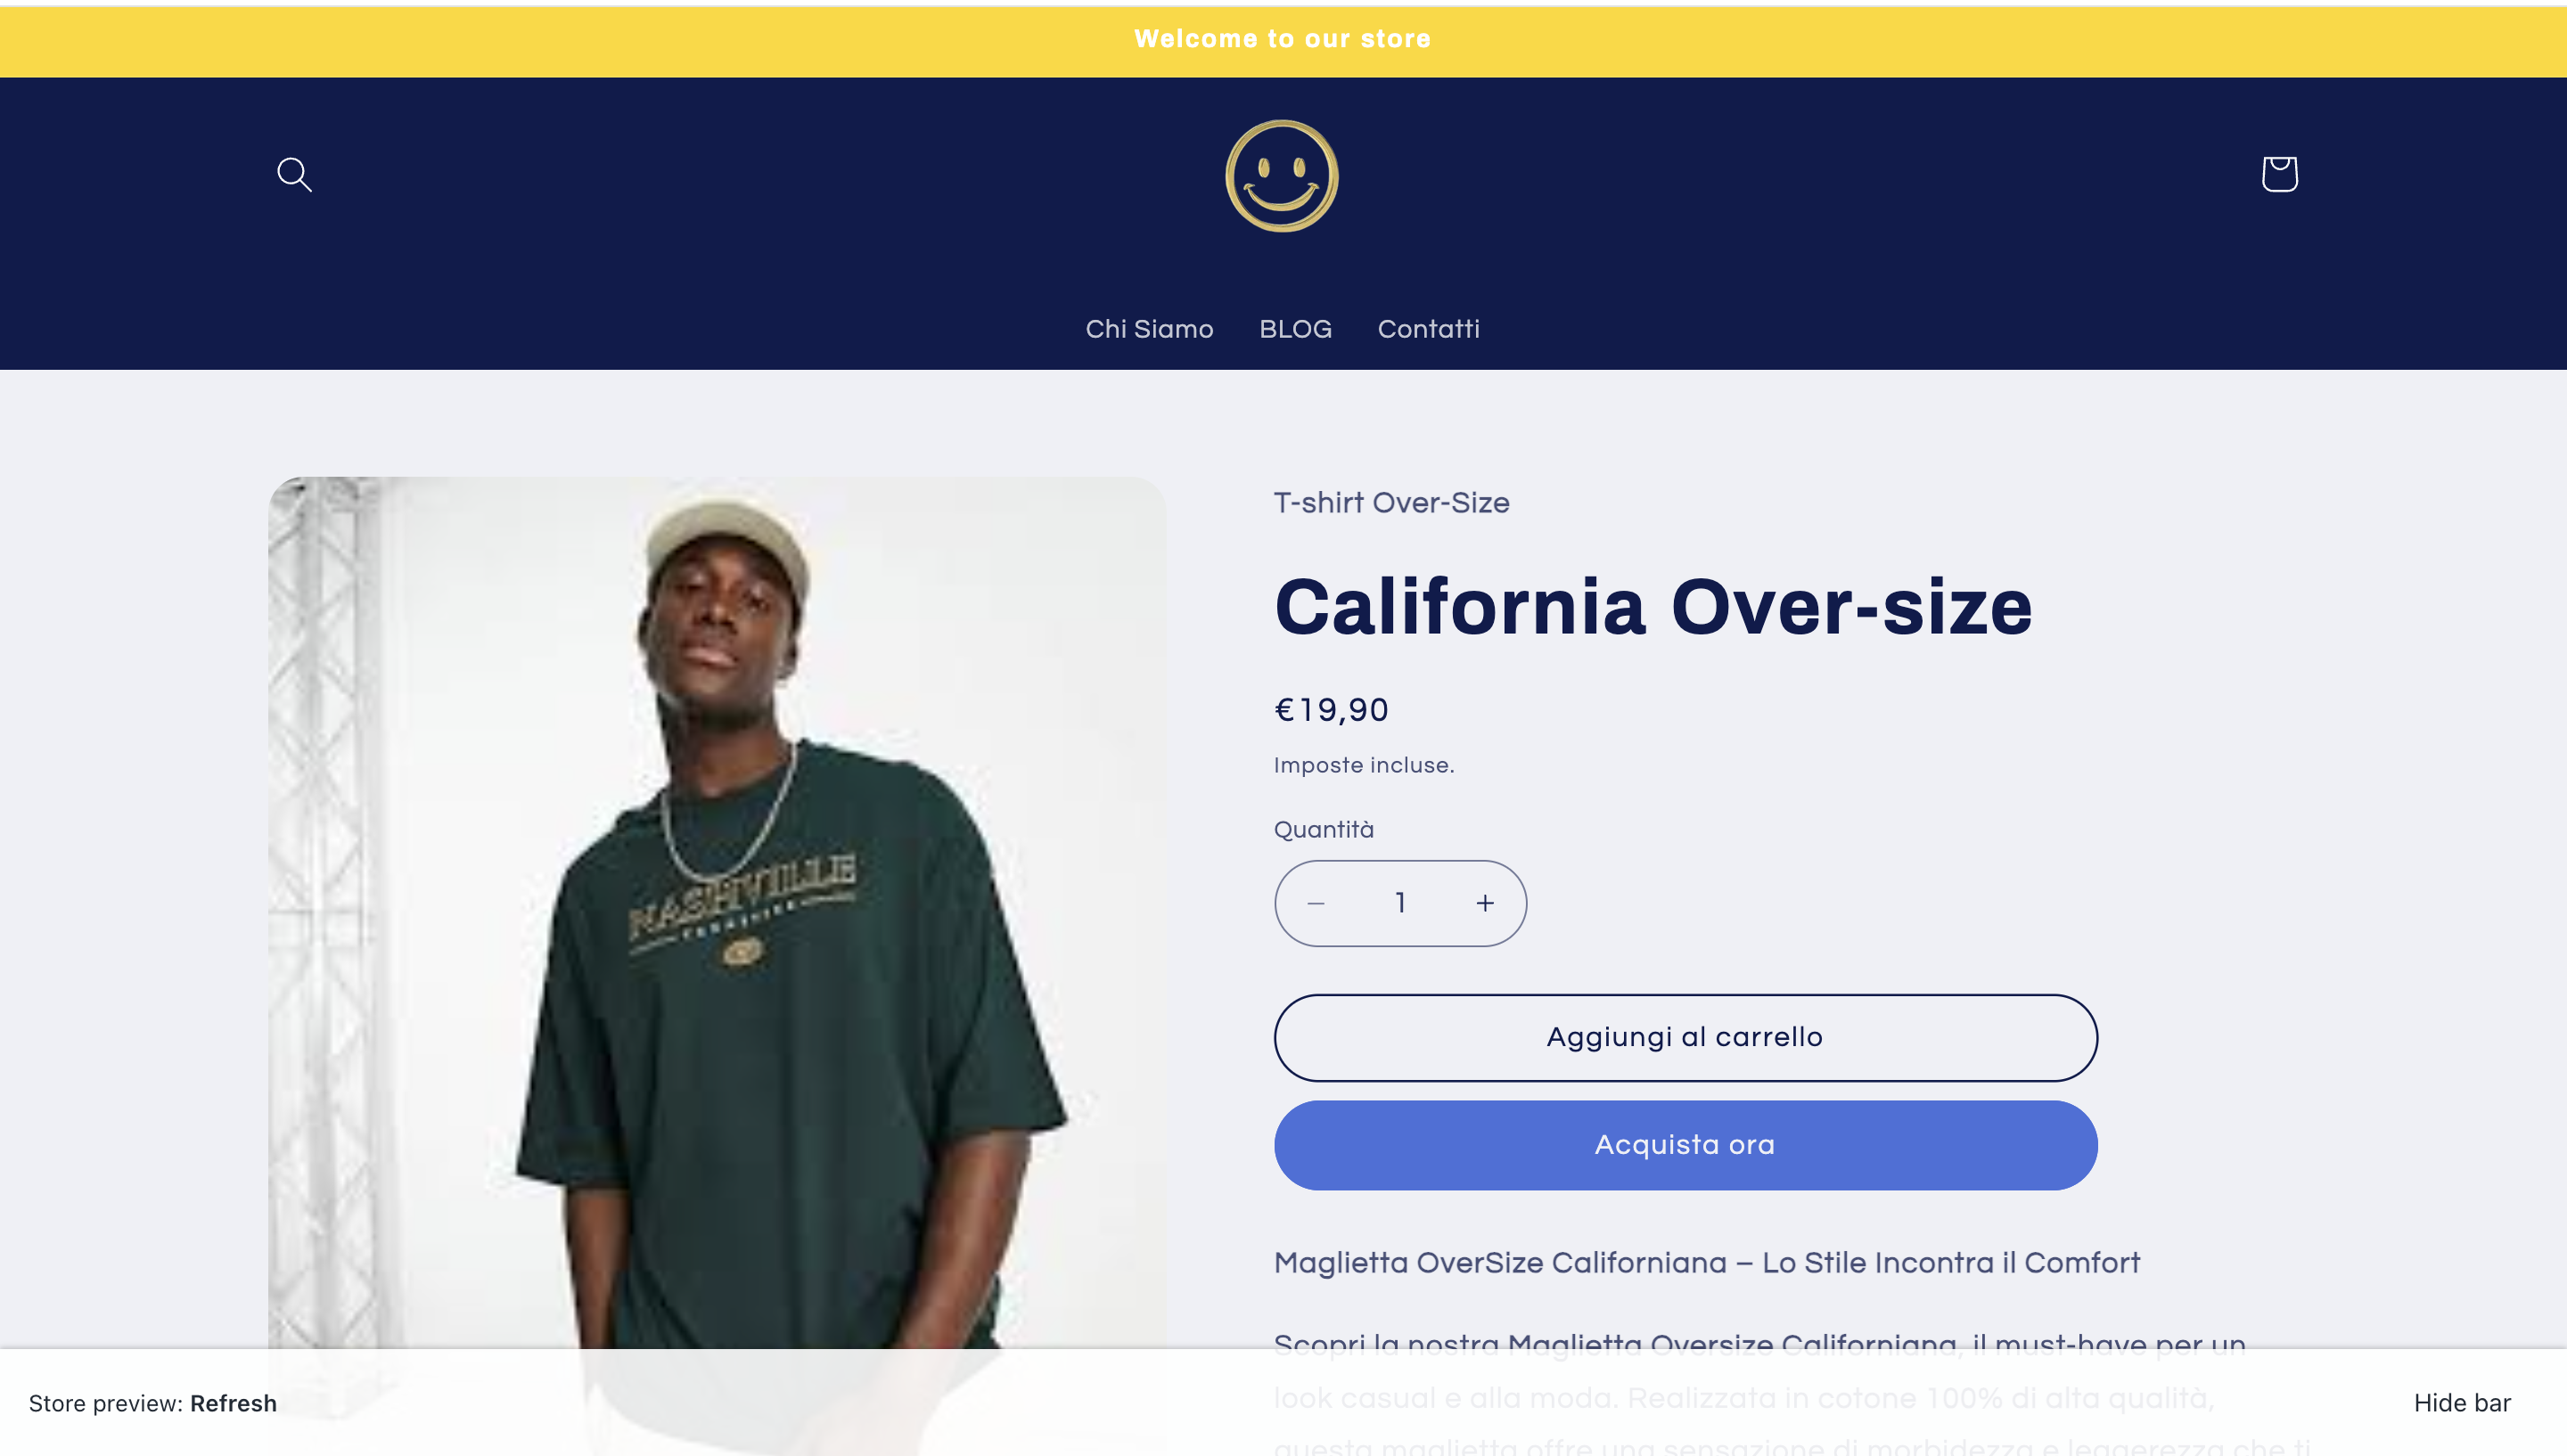 Welcome to our store
Chi Siamo BLOG Contatti
T-shirt Over-Size
California Over-size
€19,90
Imposte incluse.
Quantità
− 1 +
Aggiungi al carrello
Acquista ora
NASHVILLE
Maglietta OverSize Californiana – Lo Stile Incontra il Comfort
Scopri la nostra Maglietta Oversize Californiana, il must-have per un
look casual e alla moda. Realizzata in cotone 100% di alta qualità,
questa maglietta offre una sensazione di morbidezza e leggerezza che ti
Store preview: Refresh
Hide bar